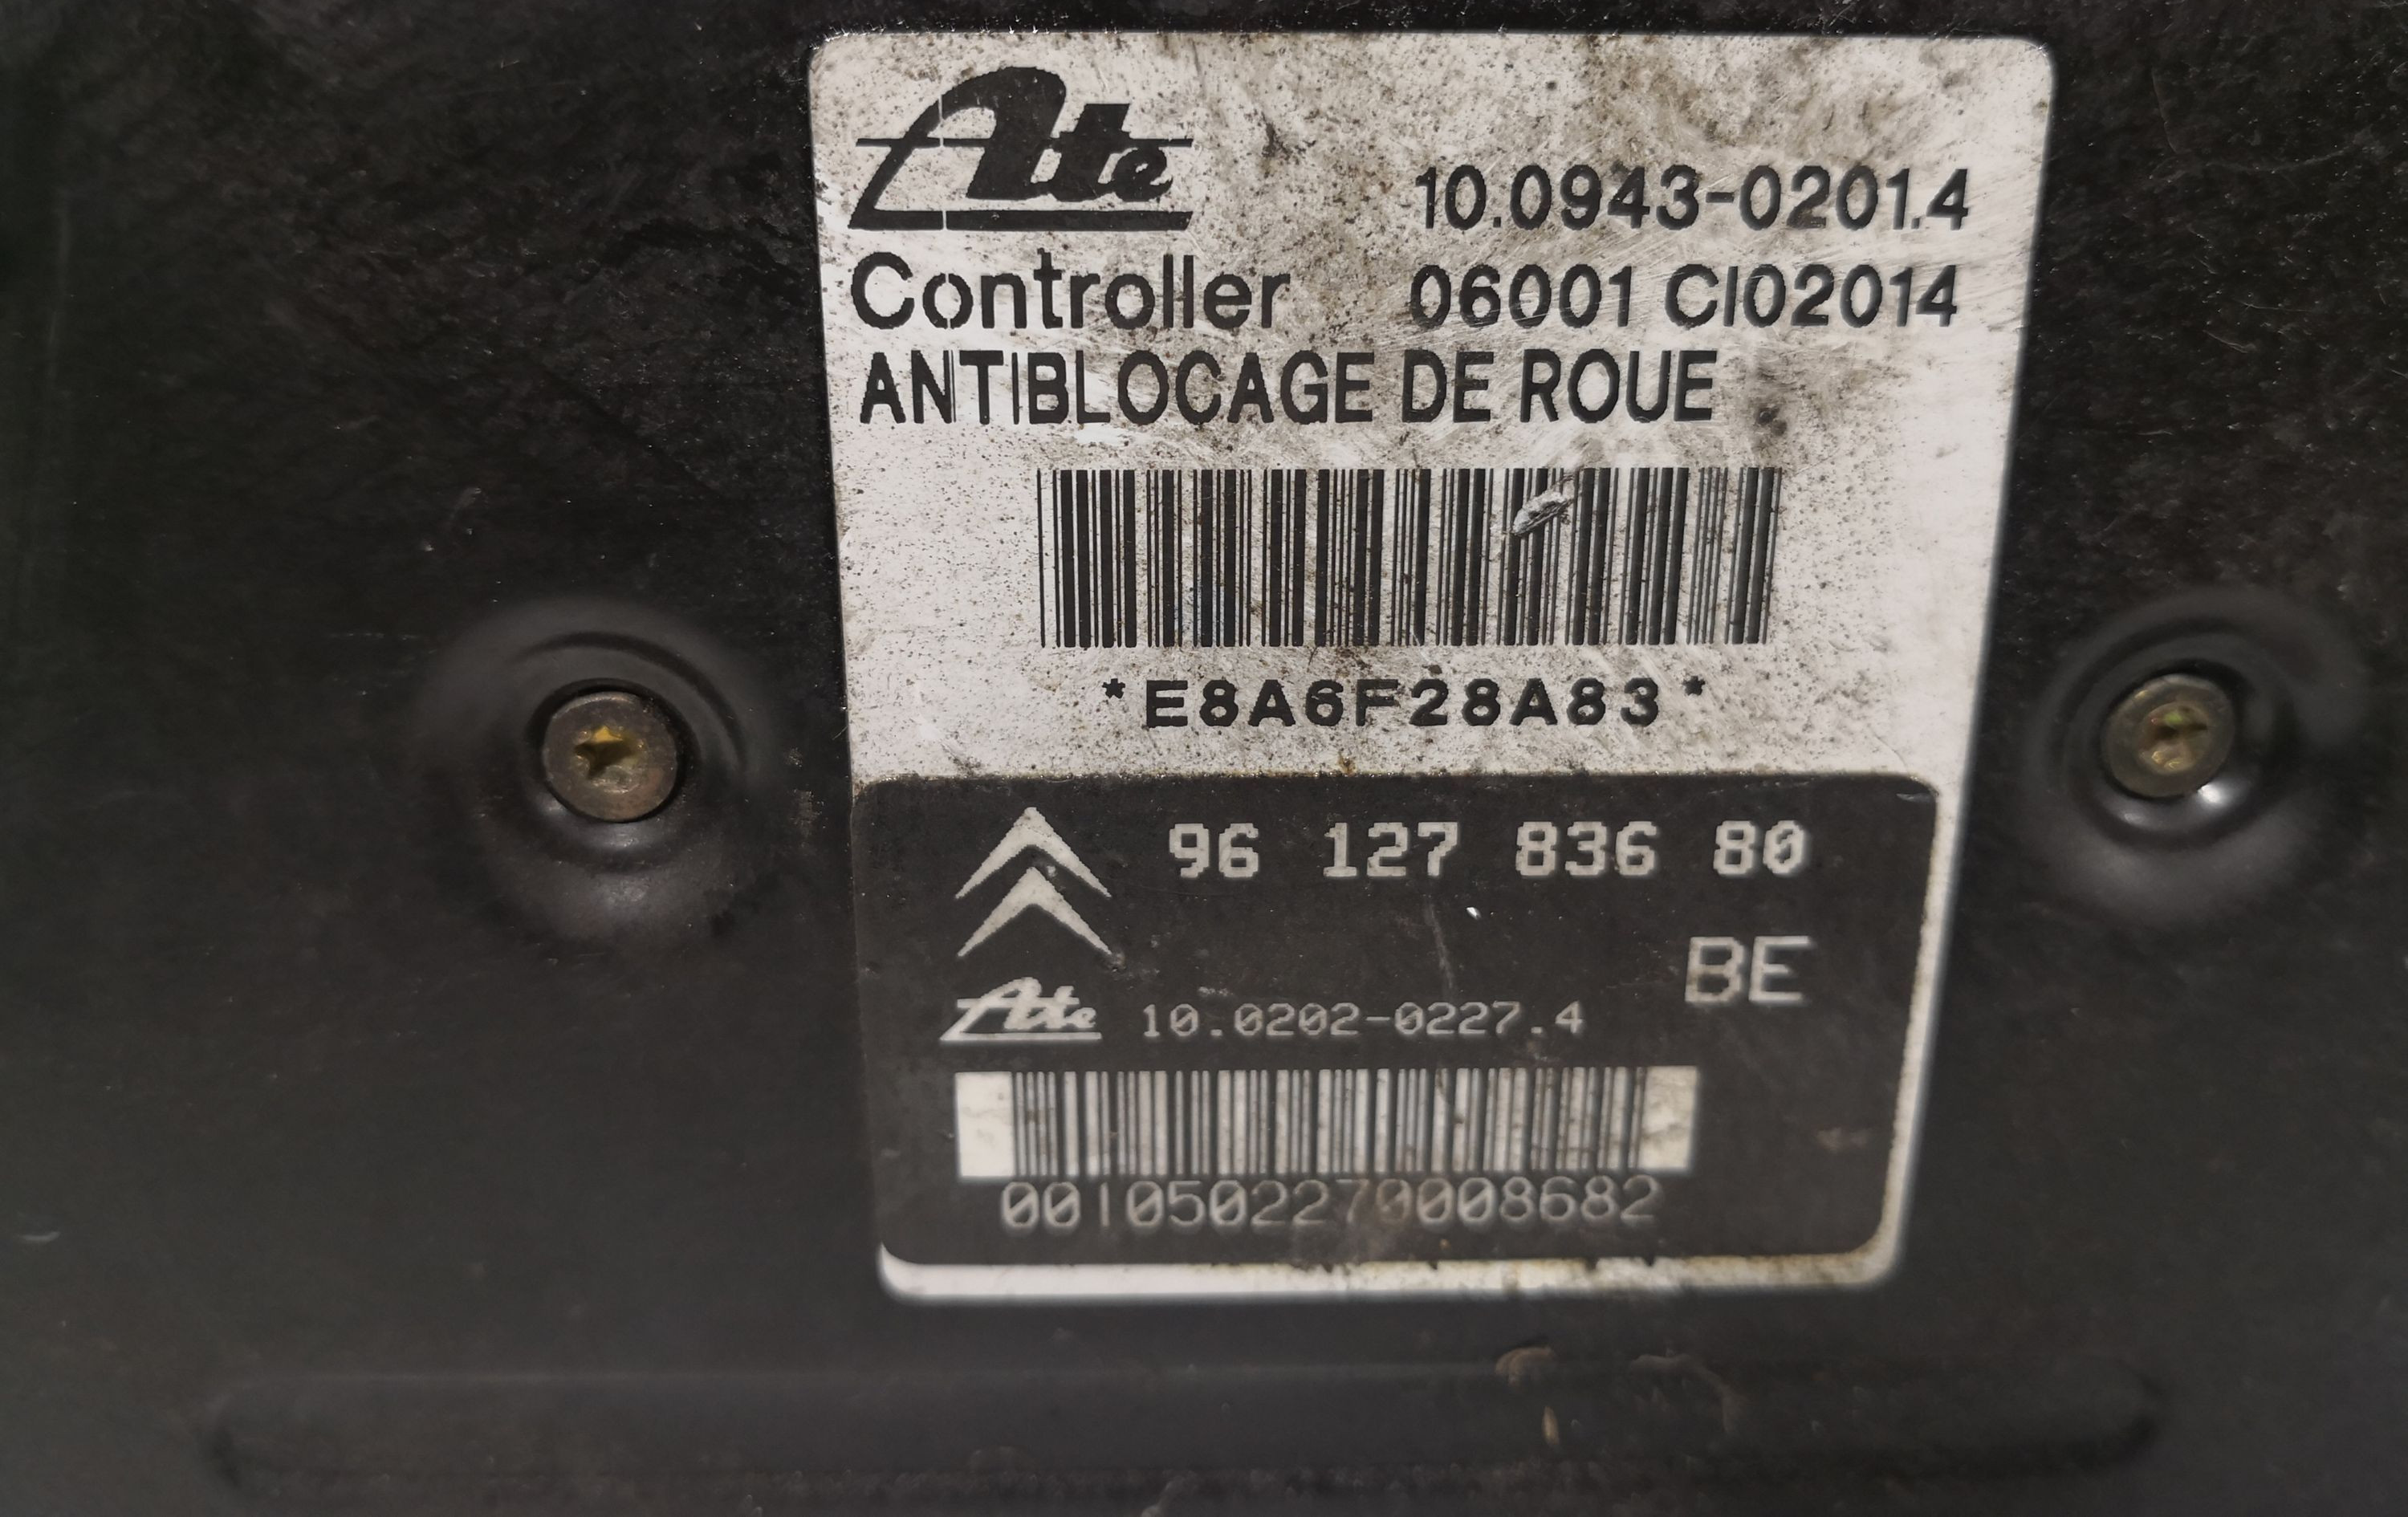 Ate
10.0943-0201.4
Controller 06001 CI02014
ANTIBLOCAGE DE ROUE
*E8A6F28A83*
96 127 836 80
BE
Ate 10.0202-0227.4
0010502270008682